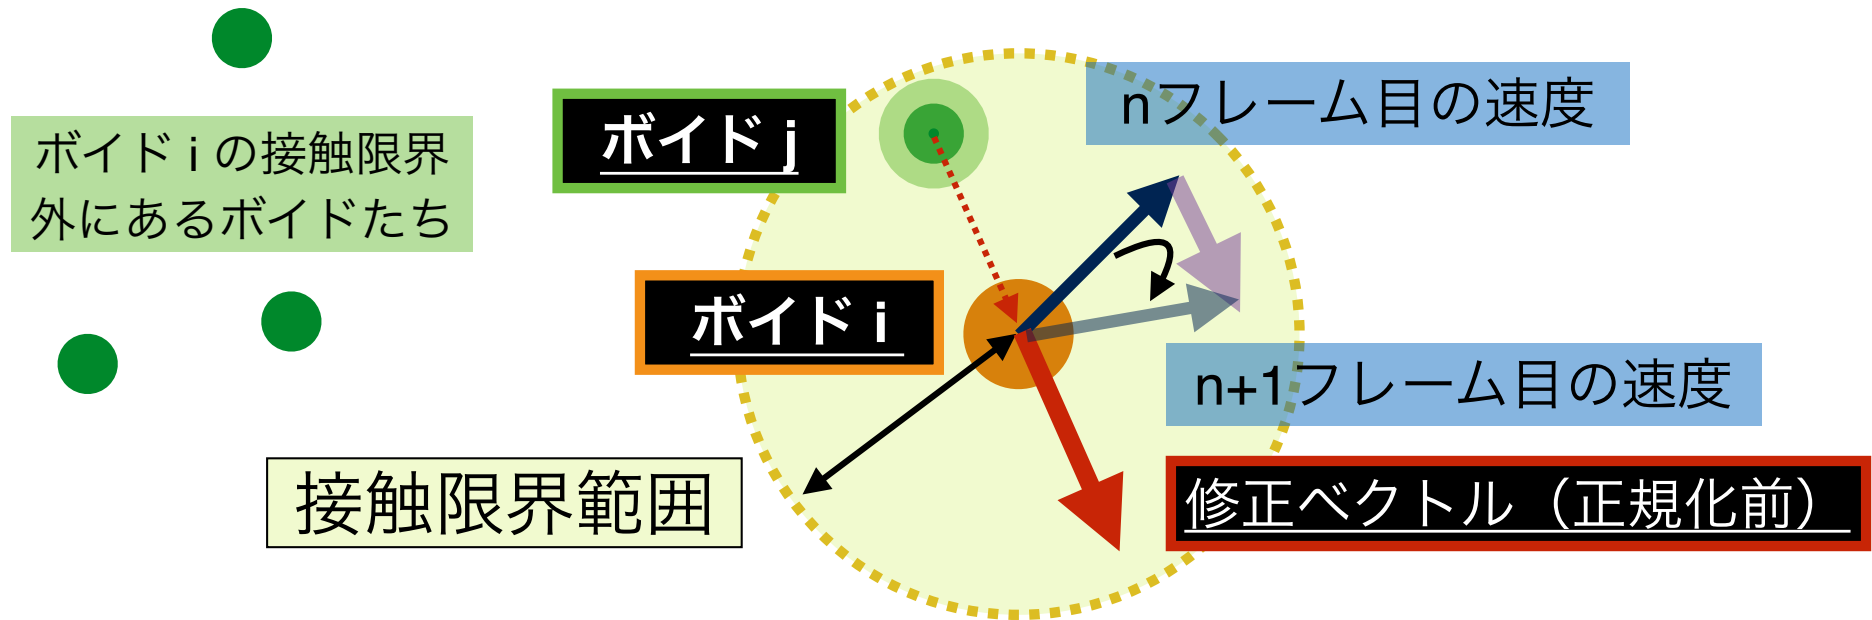 ボイド i の接触限界
外にあるボイドたち
ボイド j
nフレーム目の速度
ボイド i
n+1フレーム目の速度
接触限界範囲
修正ベクトル（正規化前）